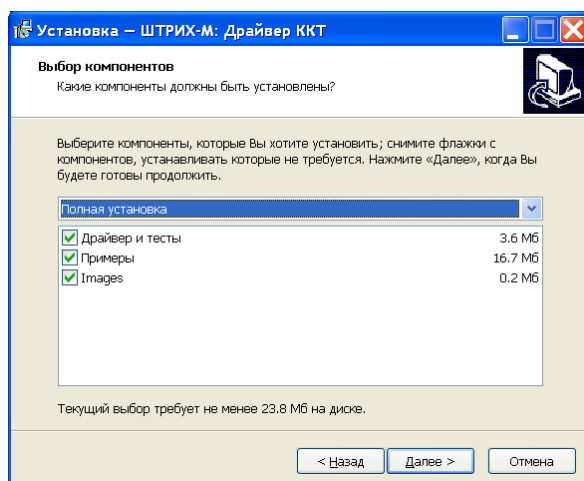 Установка — ШТРИХ-М: Драйвер ККТ
Выбор компонентов
Какие компоненты должны быть установлены?
Выберите компоненты, которые Вы хотите установить; снимите флажки с
компонентов, устанавливать которые не требуется. Нажмите «Далее», когда Вы
будете готовы продолжить.
Полная установка
Драйвер и тесты 3.6 Мб
Примеры 16.7 Мб
Images 0.2 Мб
Текущий выбор требует не менее 23.8 Мб на диске.
< Назад Далее > Отмена